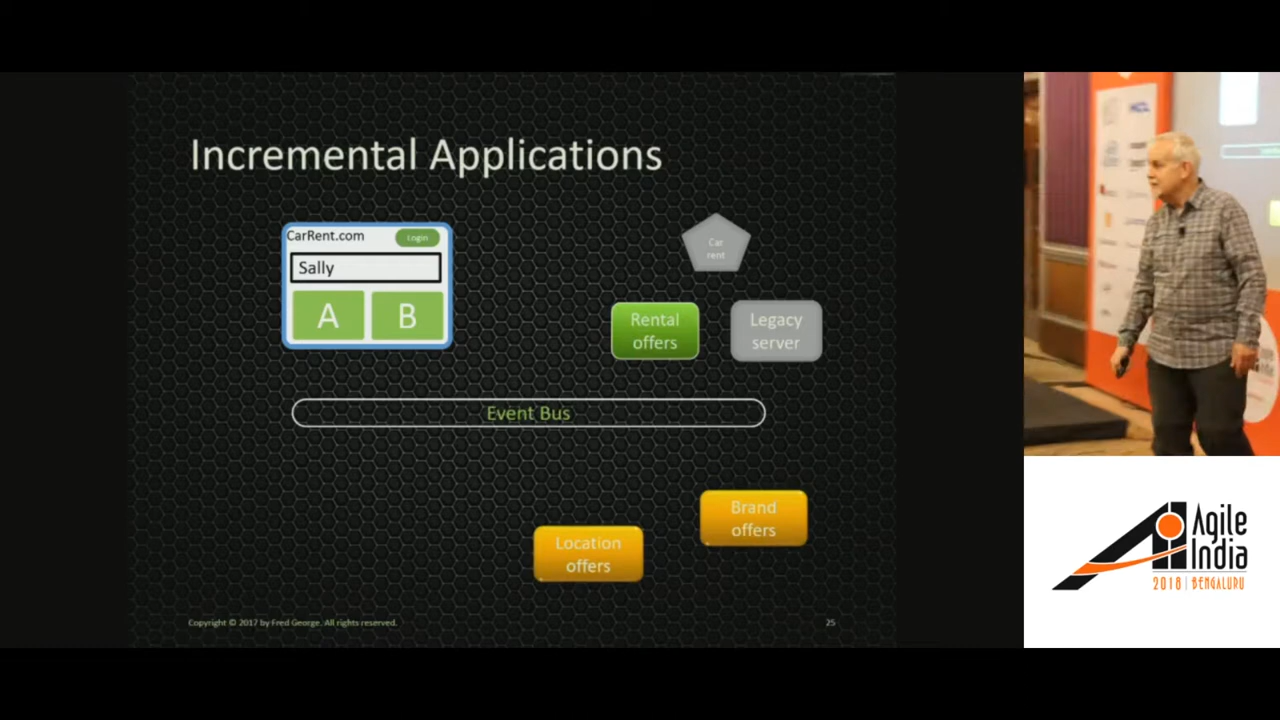 Incremental Applications
CarRent.com
Login
Sally
A B
Car
rent
Rental
offers
Legacy
server
Event Bus
Brand
offers
Location
offers
Copyright © 2017 by Fred George. All rights reserved.
25
Agile
India
2018 | BENGALURU